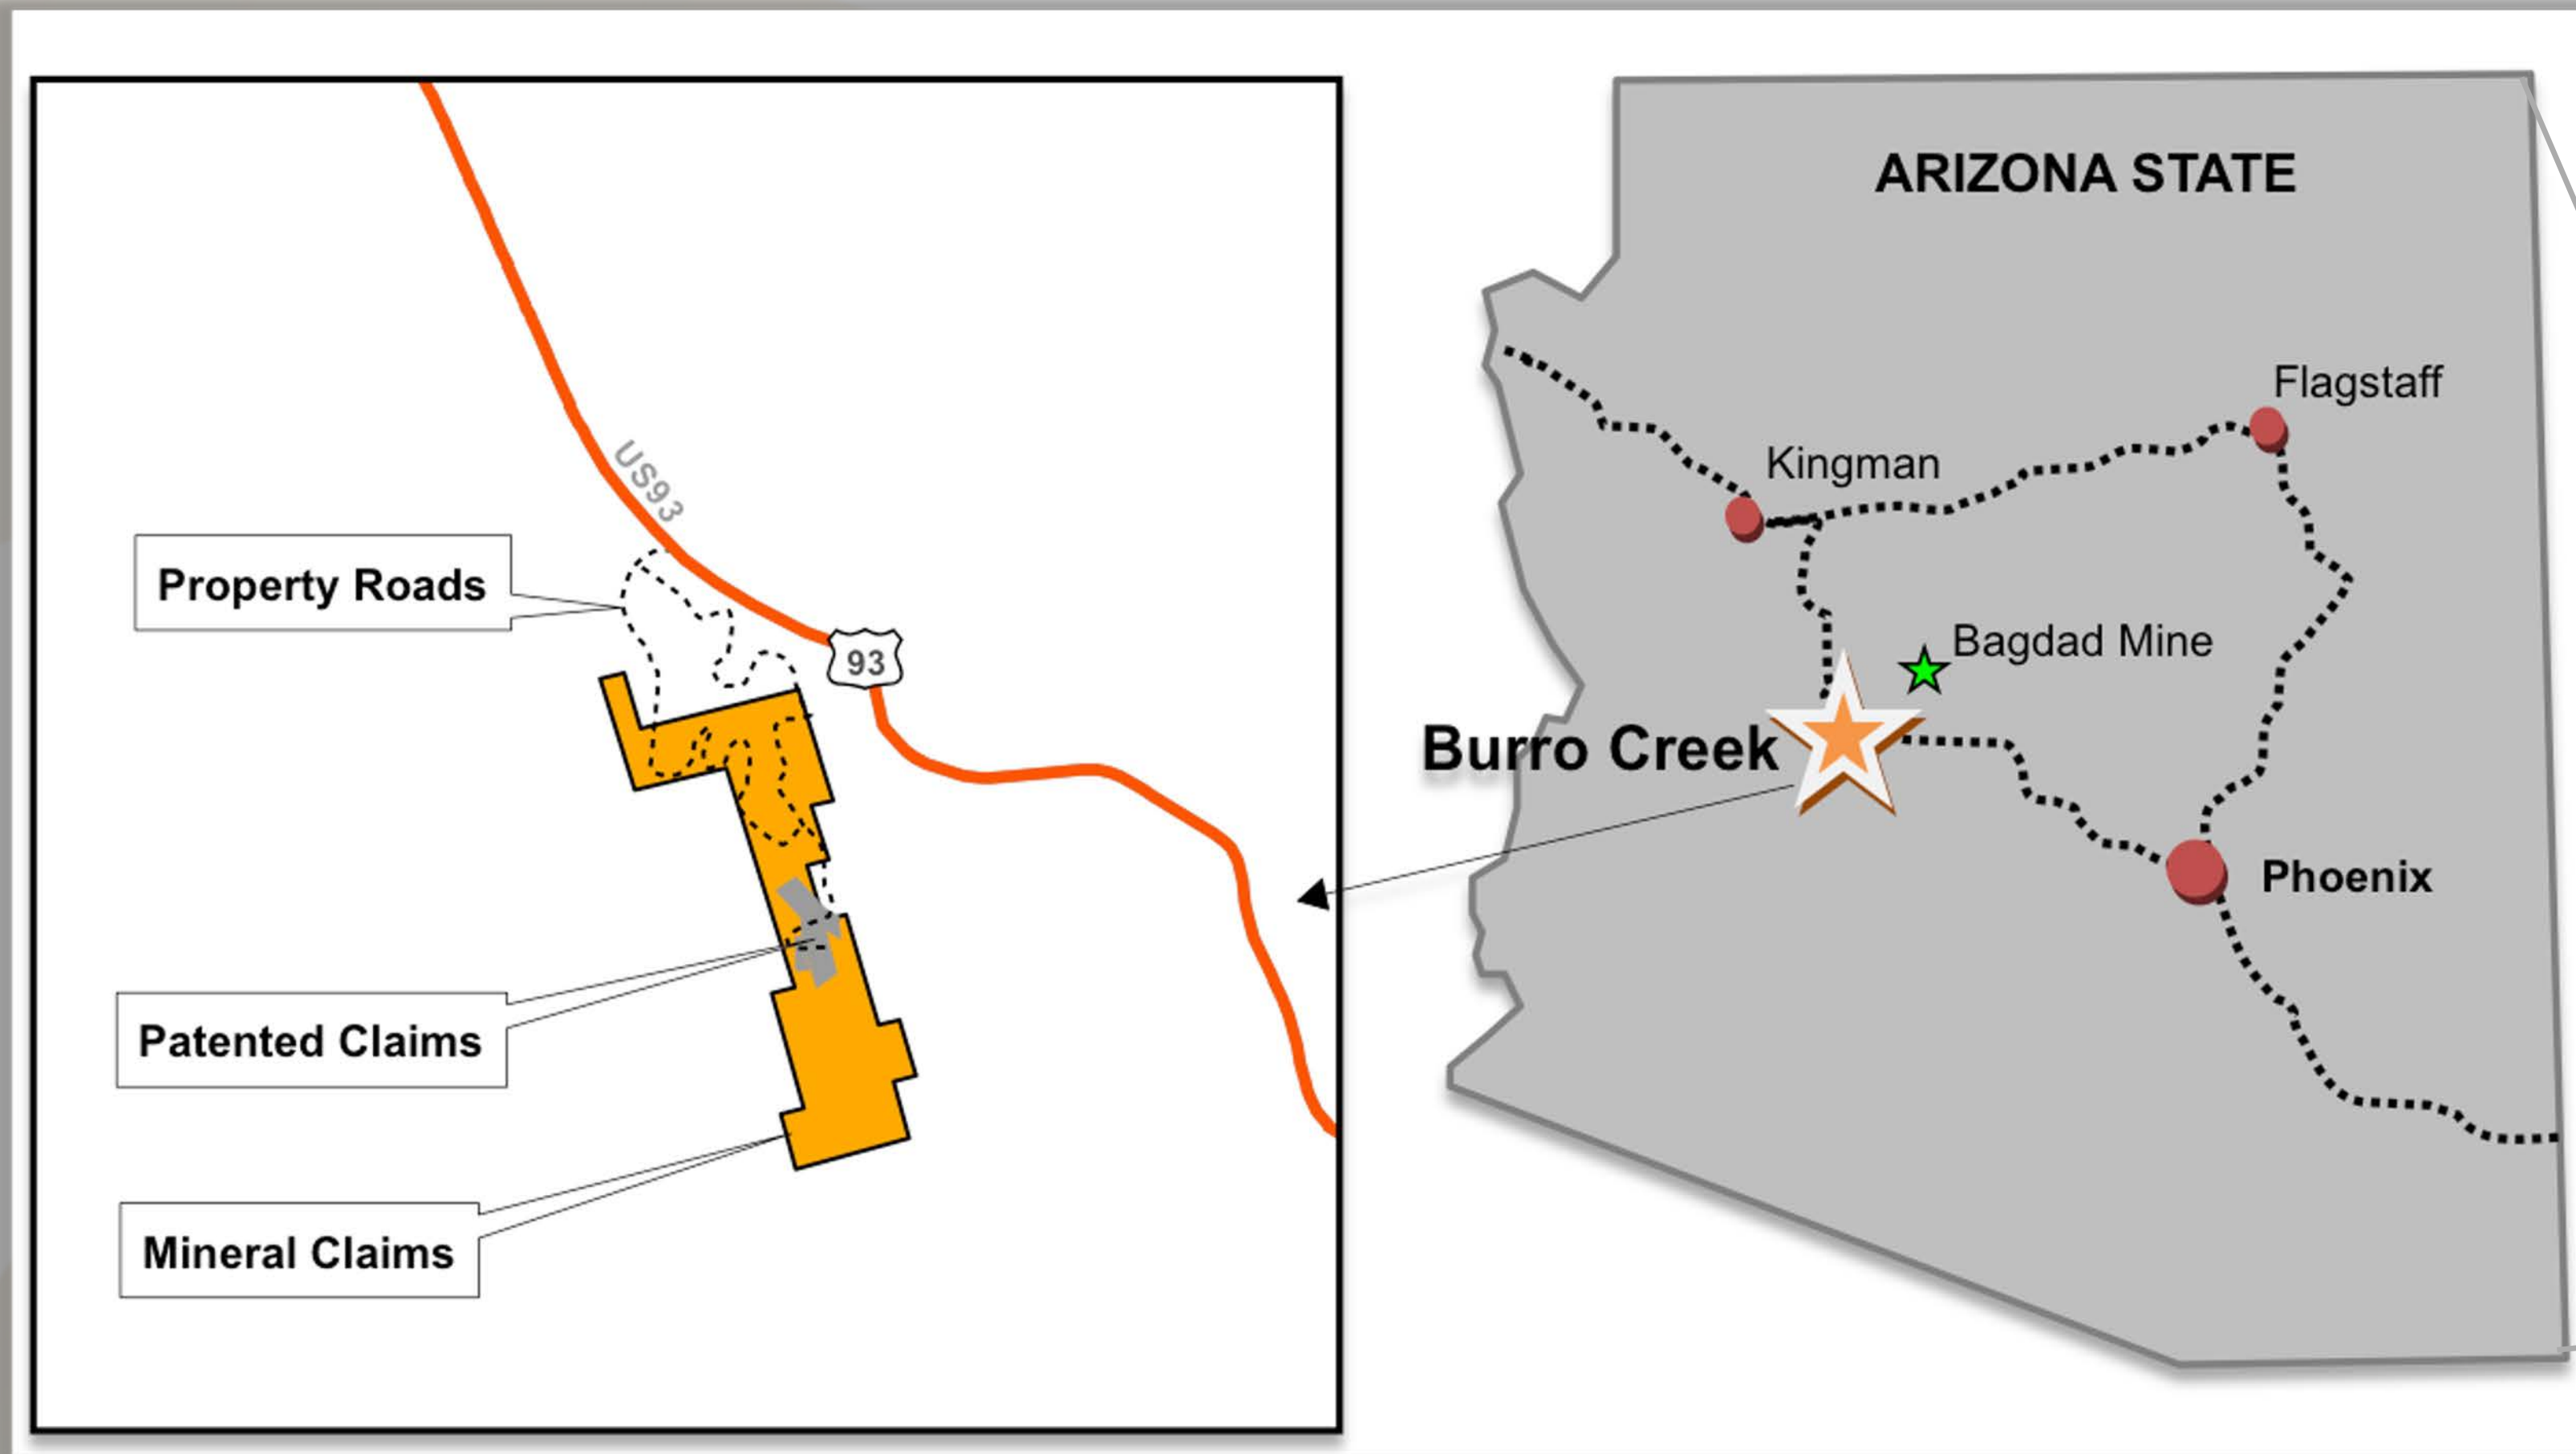 US93
Property Roads
93
Patented Claims
Mineral Claims
ARIZONA STATE
Flagstaff
Kingman
Bagdad Mine
Burro Creek
Phoenix